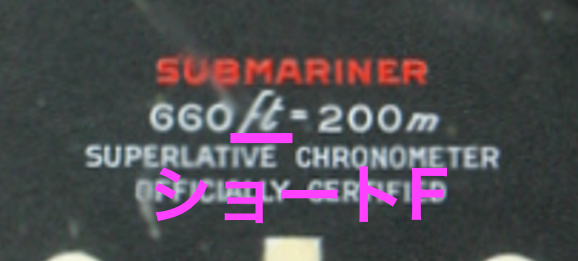 SUBMARINER
660ft=200m
SUPERLATIVE CHRONOMETER
OFFICIALLY CERTIFIED
ショートF